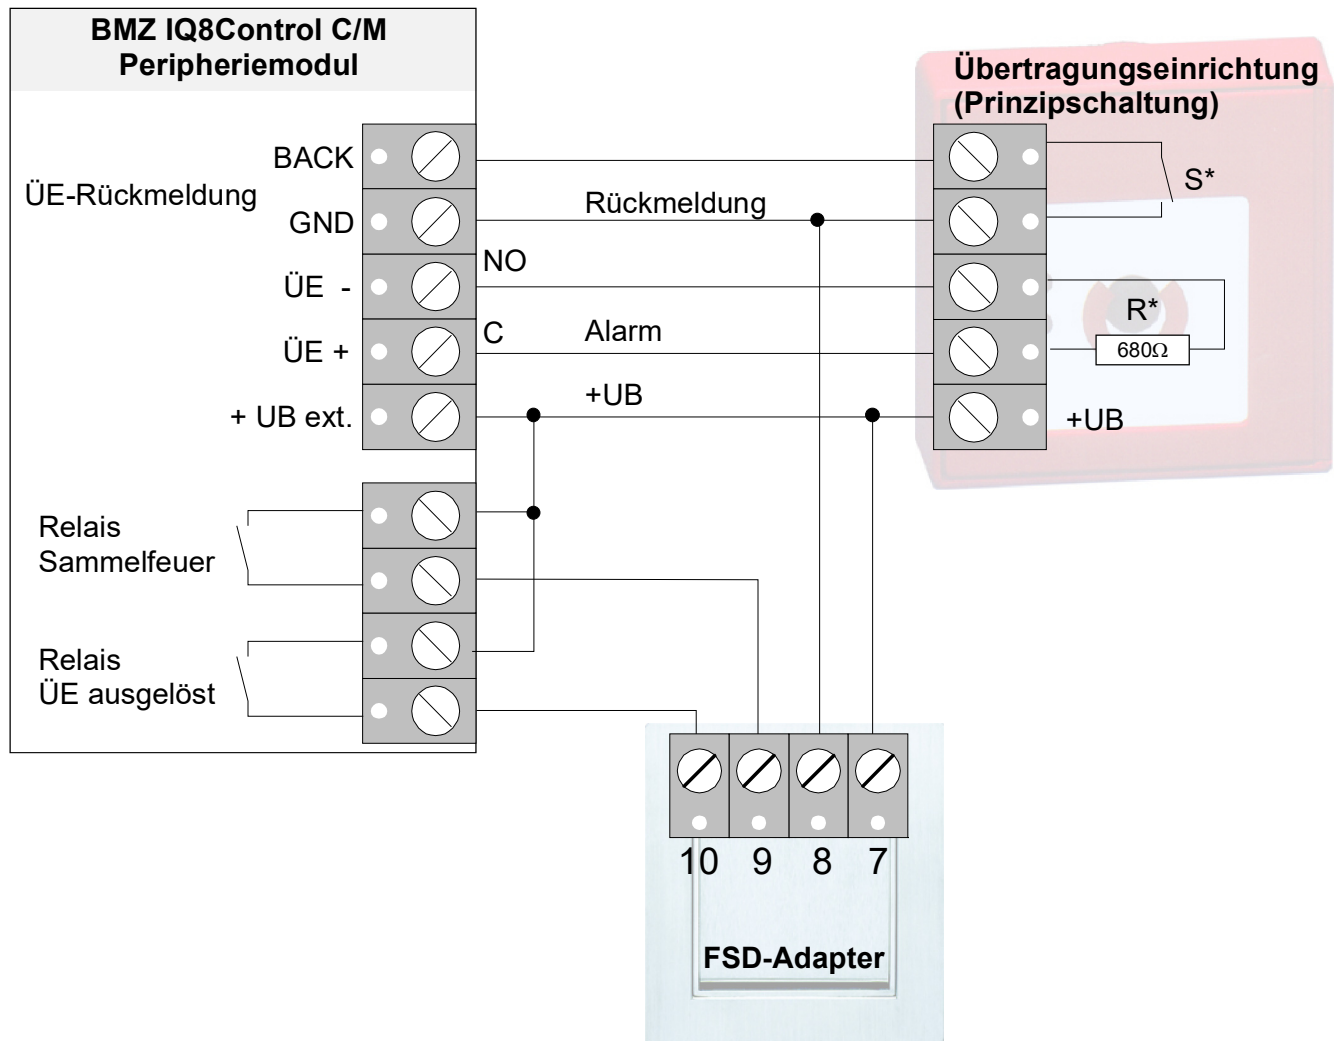 BMZ IQ8Control C/M
Peripheriemodul
Übertragungseinrichtung
(Prinzipschaltung)
BACK
ÜE-Rückmeldung
GND
Rückmeldung
S*
NO
ÜE -
R*
C
Alarm
ÜE +
680Ω
+UB
+ UB ext.
+UB
Relais
Sammelfeuer
Relais
ÜE ausgelöst
10 9 8 7
FSD-Adapter